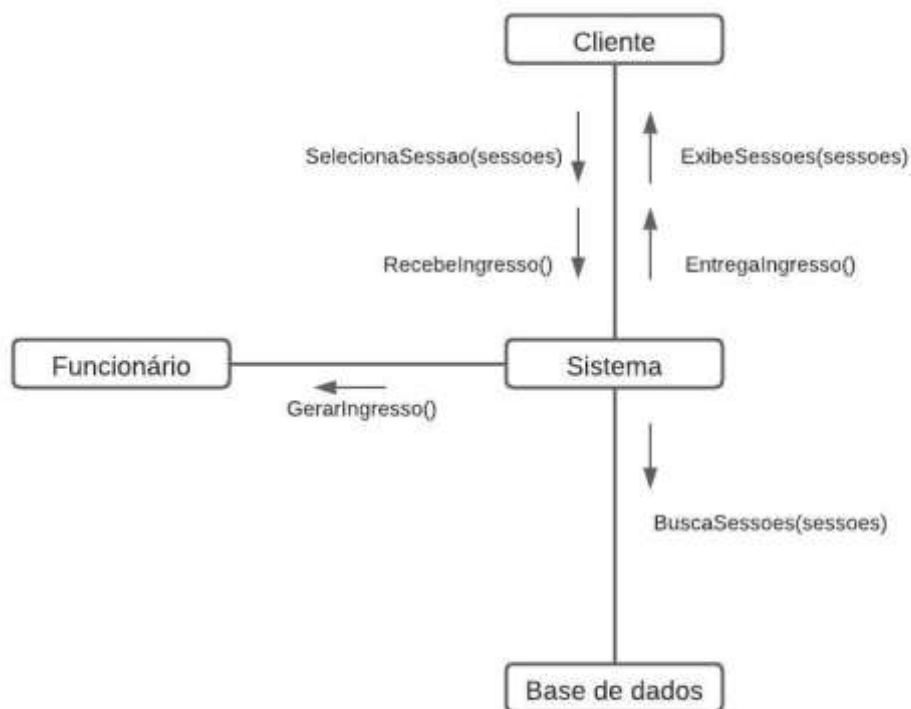 Cliente
SelecionaSessao(sessoes)
ExibeSessoes(sessoes)
RecebeIngresso()
EntregaIngresso()
Funcionário
Sistema
GerarIngresso()
BuscaSessoes(sessoes)
Base de dados